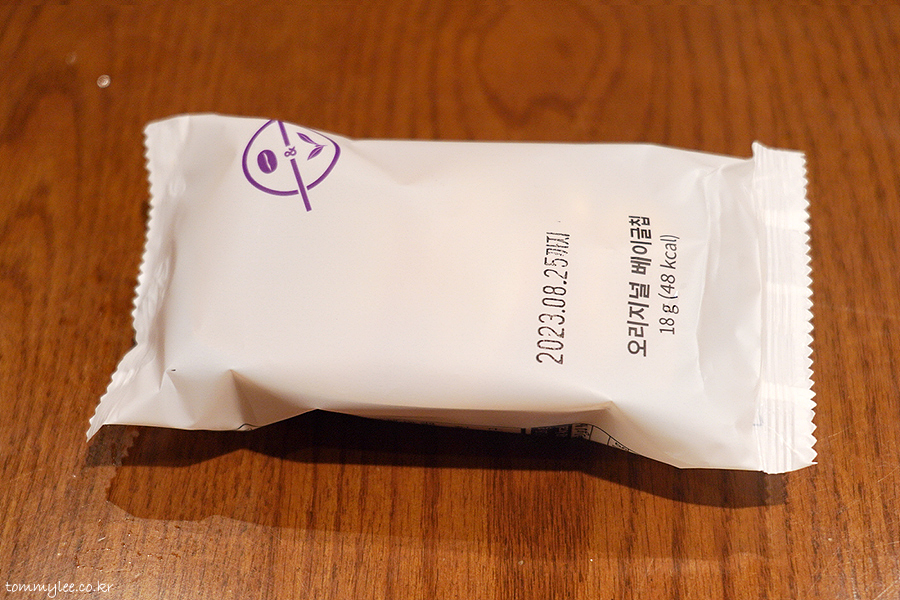 &
2023.08.25까지
오리지널 베이글칩
18 g (48 kcal)
tommylee.co.kr